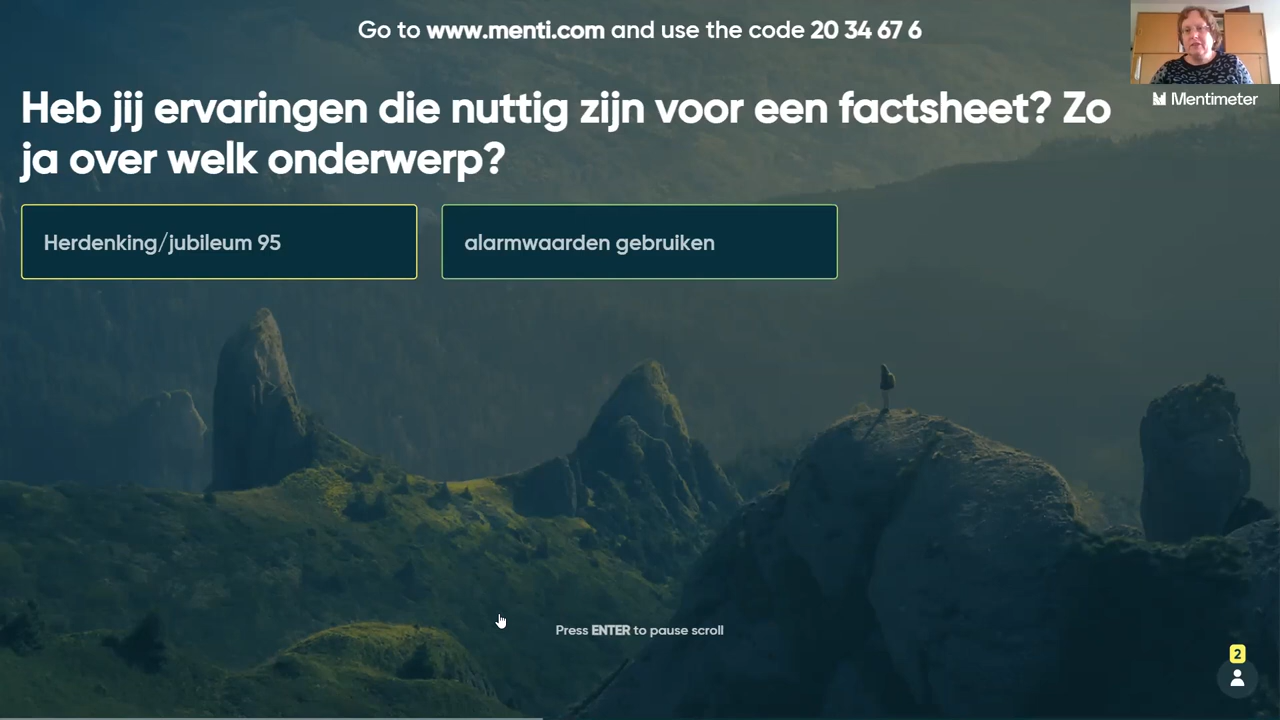 Go to www.menti.com and use the code 20 34 67 6
Mentimeter
Heb jij ervaringen die nuttig zijn voor een factsheet? Zo
ja over welk onderwerp?
Herdenking/jubileum 95
alarmwaarden gebruiken
Press ENTER to pause scroll
2